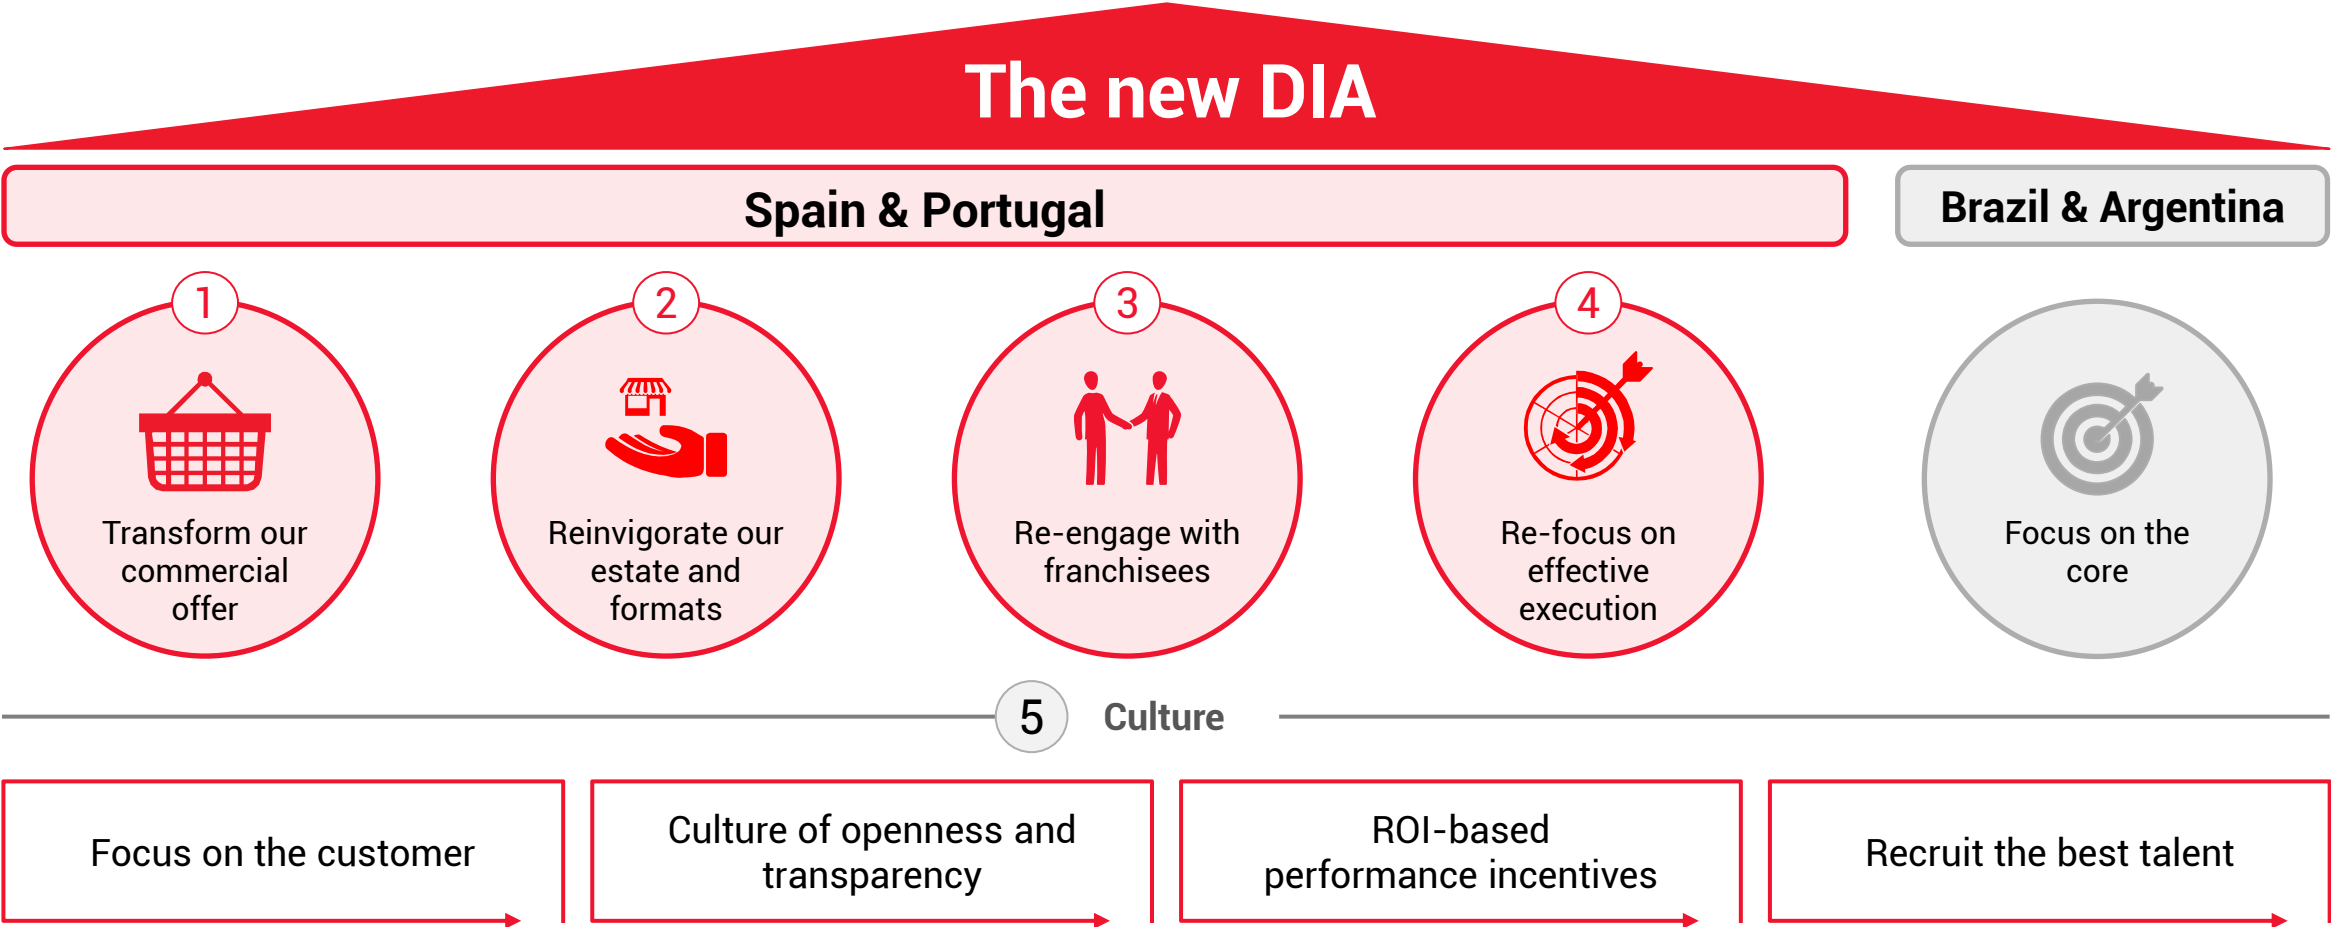 The new DIA
Spain & Portugal
Brazil & Argentina
1
Transform our
commercial
offer
2
Reinvigorate our
estate and
formats
3
Re-engage with
franchisees
4
Re-focus on
effective
execution
Focus on the
core
5
Culture
Focus on the customer
Culture of openness and
transparency
ROI-based
performance incentives
Recruit the best talent